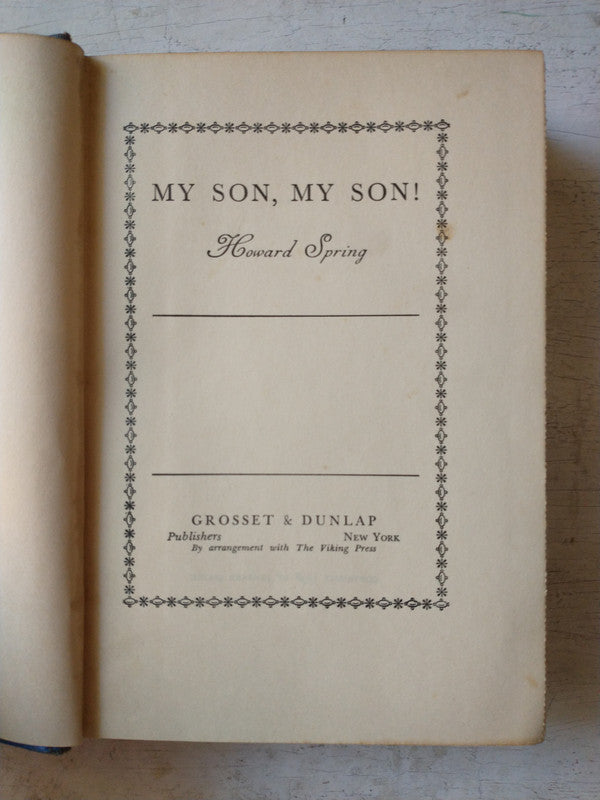 MY SON, MY SON!
Howard Spring
GROSSET & DUNLAP
Publishers NEW YORK
By arrangement with The Viking Press